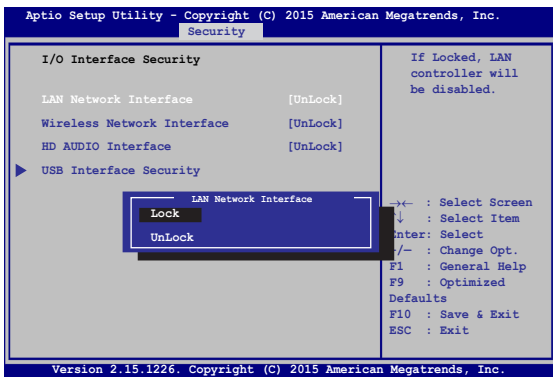 Aptio Setup Utility - Copyright (C) 2015 American Megatrends, Inc.
Security
I/O Interface Security
LAN Network Interface [UnLock]
Wireless Network Interface [UnLock]
HD AUDIO Interface [UnLock]
USB Interface Security
If Locked, LAN
controller will
be disabled.
LAN Network Interface
Lock
UnLock
→← : Select Screen
↑↓ : Select Item
Enter: Select
+/− : Change Opt.
F1 : General Help
F9 : Optimized
Defaults
F10 : Save & Exit
ESC : Exit
Version 2.15.1226. Copyright (C) 2015 American Megatrends, Inc.